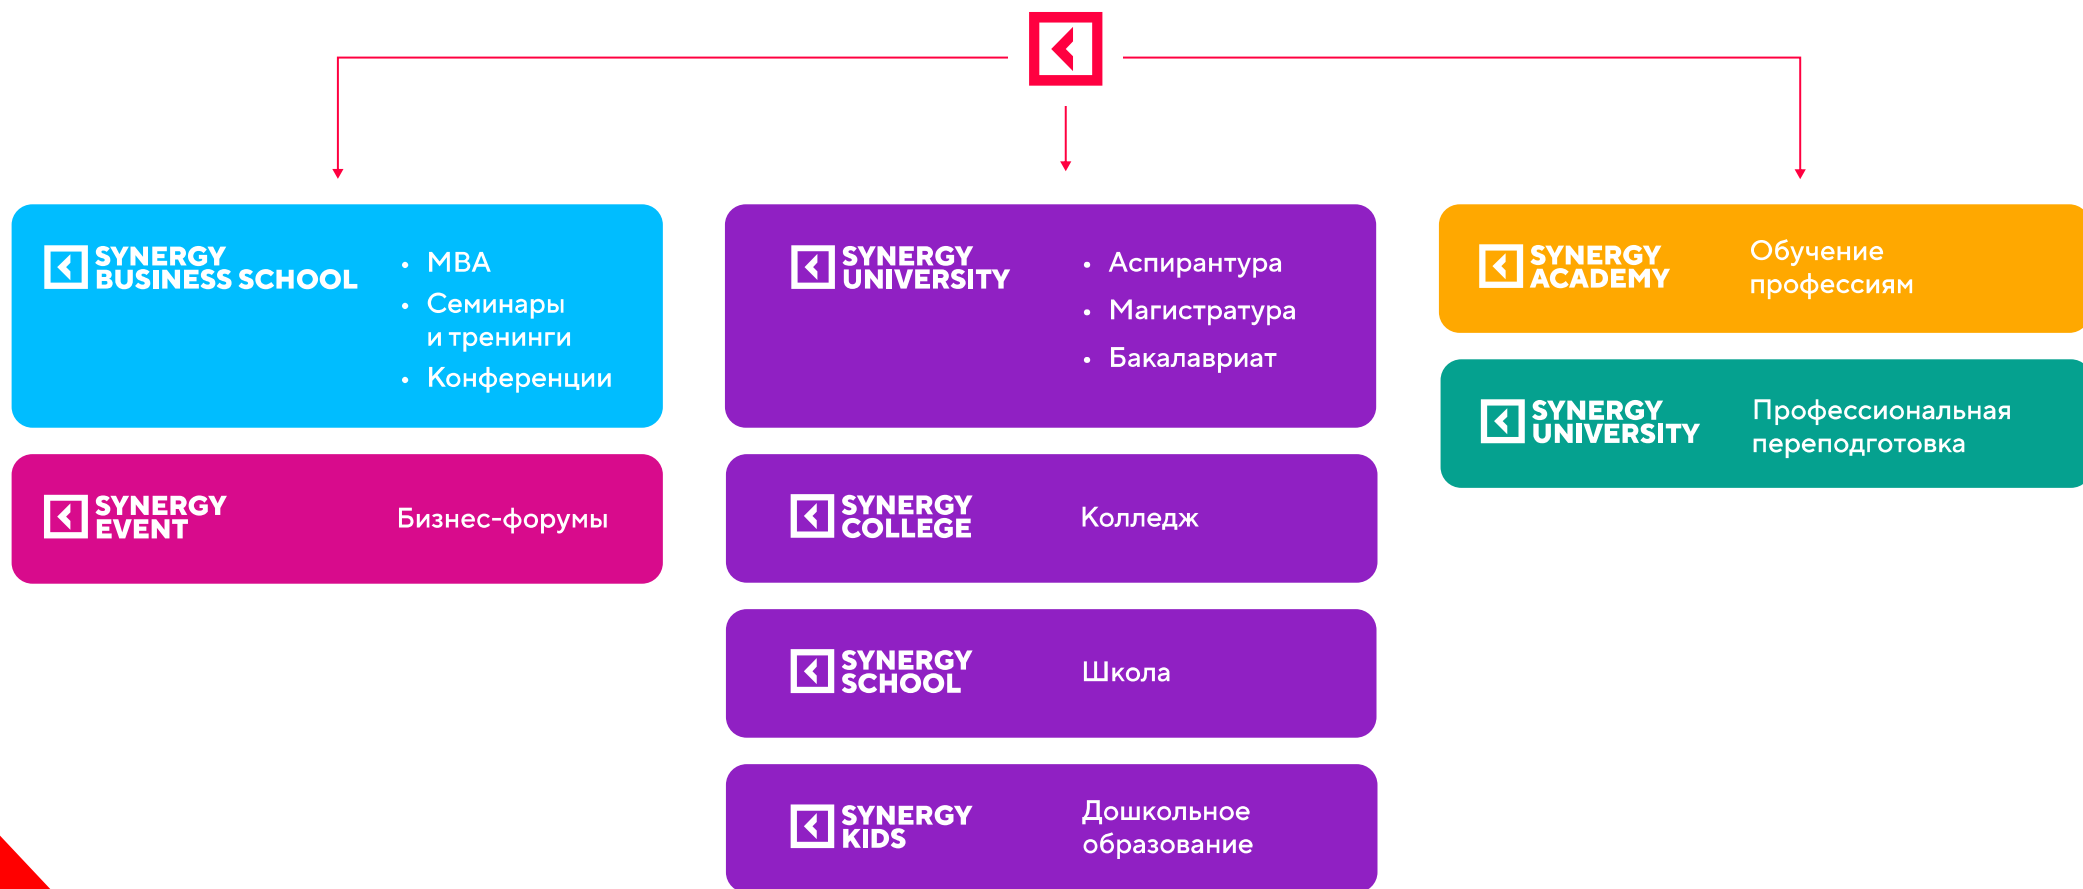 SYNERGY
BUSINESS SCHOOL
• MBA
• Семинары
и тренинги
• Конференции
SYNERGY
EVENT
Бизнес-форумы
SYNERGY
UNIVERSITY
• Аспирантура
• Магистратура
• Бакалавриат
SYNERGY
COLLEGE
Колледж
SYNERGY
SCHOOL
Школа
SYNERGY
KIDS
Дошкольное
образование
SYNERGY
ACADEMY
Обучение
профессиям
SYNERGY
UNIVERSITY
Профессиональная
переподготовка